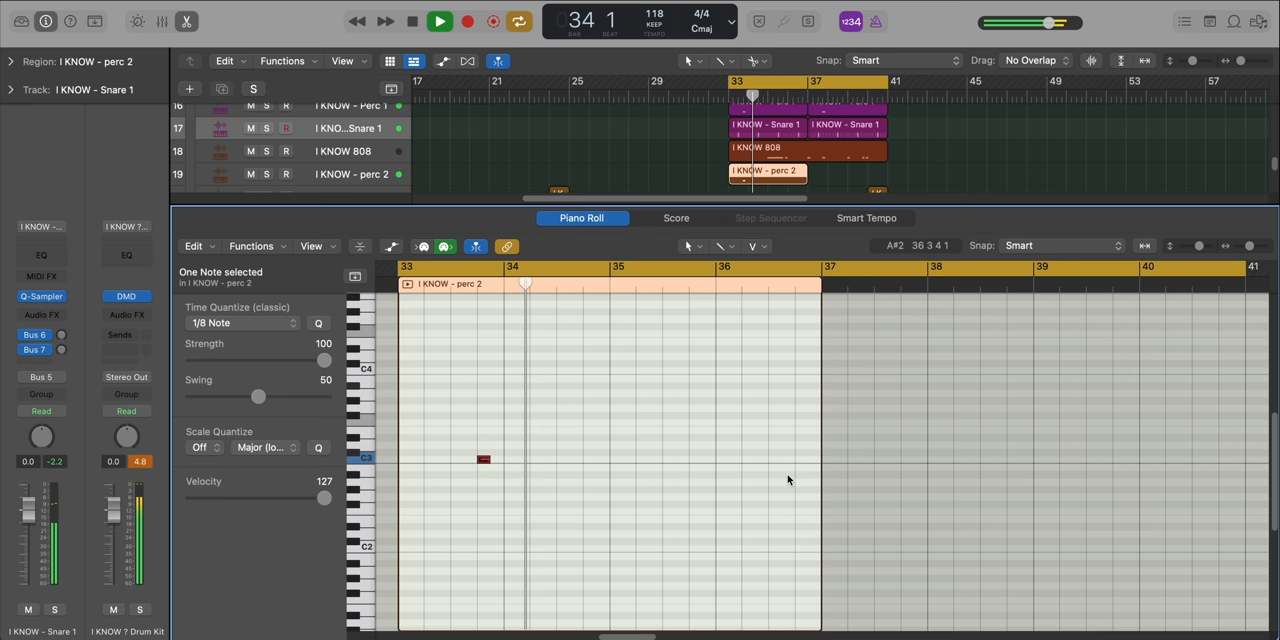 34 1 118 4/4
KEEP Cmaj
BAR BEAT TEMPO
1234
S
Region: I KNOW - perc 2
Track: I KNOW - Snare 1
Edit Functions View
Snap: Smart Drag: No Overlap
S
17 21 25 29 33 37 41 45 49 53 57
16 M S R I KNOW - Perc 1
17 M S R I KNO...Snare 1
I KNOW - Snare 1 I KNOW - Snare 1
18 M S R I KNOW 808
I KNOW 808
19 M S R I KNOW - perc 2
I KNOW - perc 2
Piano Roll Score Step Sequencer Smart Tempo
Edit Functions View
A#2 36 3 4 1 Snap: Smart
One Note selected
in I KNOW - perc 2
33 34 35 36 37 38 39 40 41
I KNOW - perc 2
Time Quantize (classic)
1/8 Note Q
Strength 100
Swing 50
Scale Quantize
Off Major (lo... Q
Velocity 127
C4
C3
C2
I KNOW -... I KNOW ?...
EQ EQ
MIDI FX
Q-Sampler DMD
Audio FX Audio FX
Bus 6 Sends
Bus 7
Bus 5 Stereo Out
Group Group
Read Read
0.0 -2.2 0.0 4.8
M S M S
I KNOW - Snare 1 I KNOW ? Drum Kit